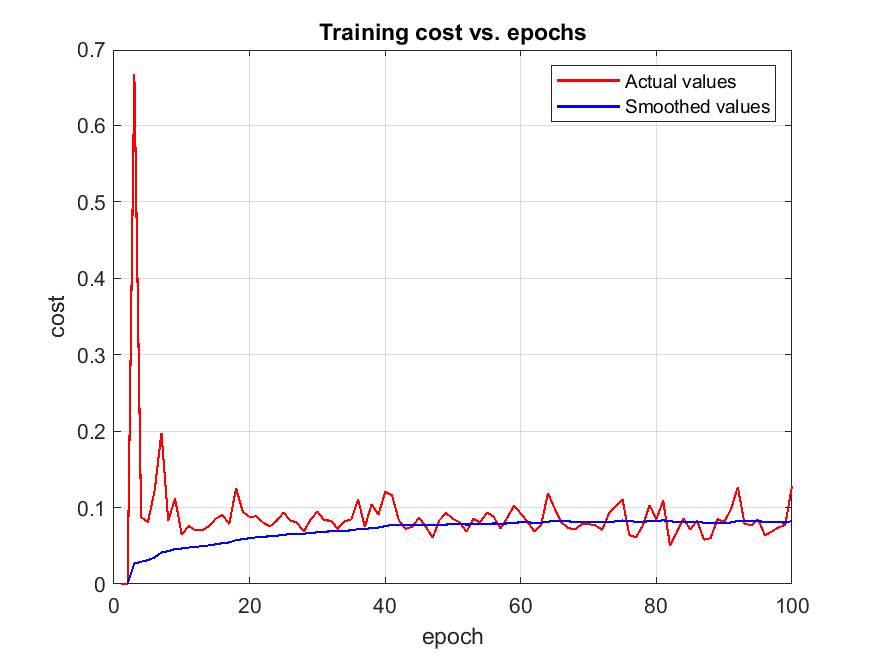 Training cost vs. epochs
0.7
0.6
0.5
0.4
0.3
0.2
0.1
0
cost
Actual values
Smoothed values
0 20 40 60 80 100
epoch